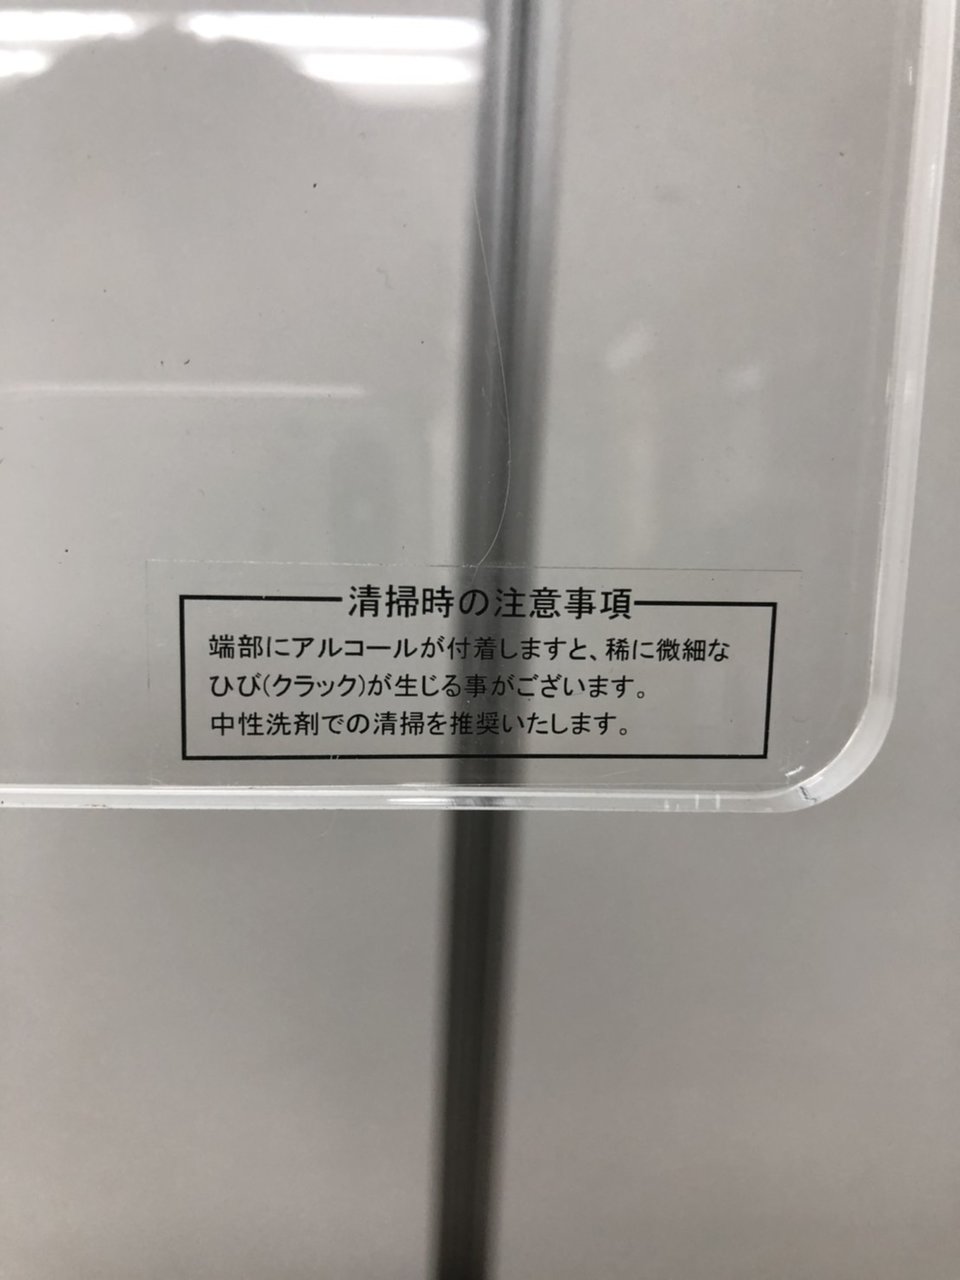 清掃時の注意事項
端部にアルコールが付着しますと、稀に微細な
ひび(クラック)が生じる事がございます。
中性洗剤での清掃を推奨いたします。